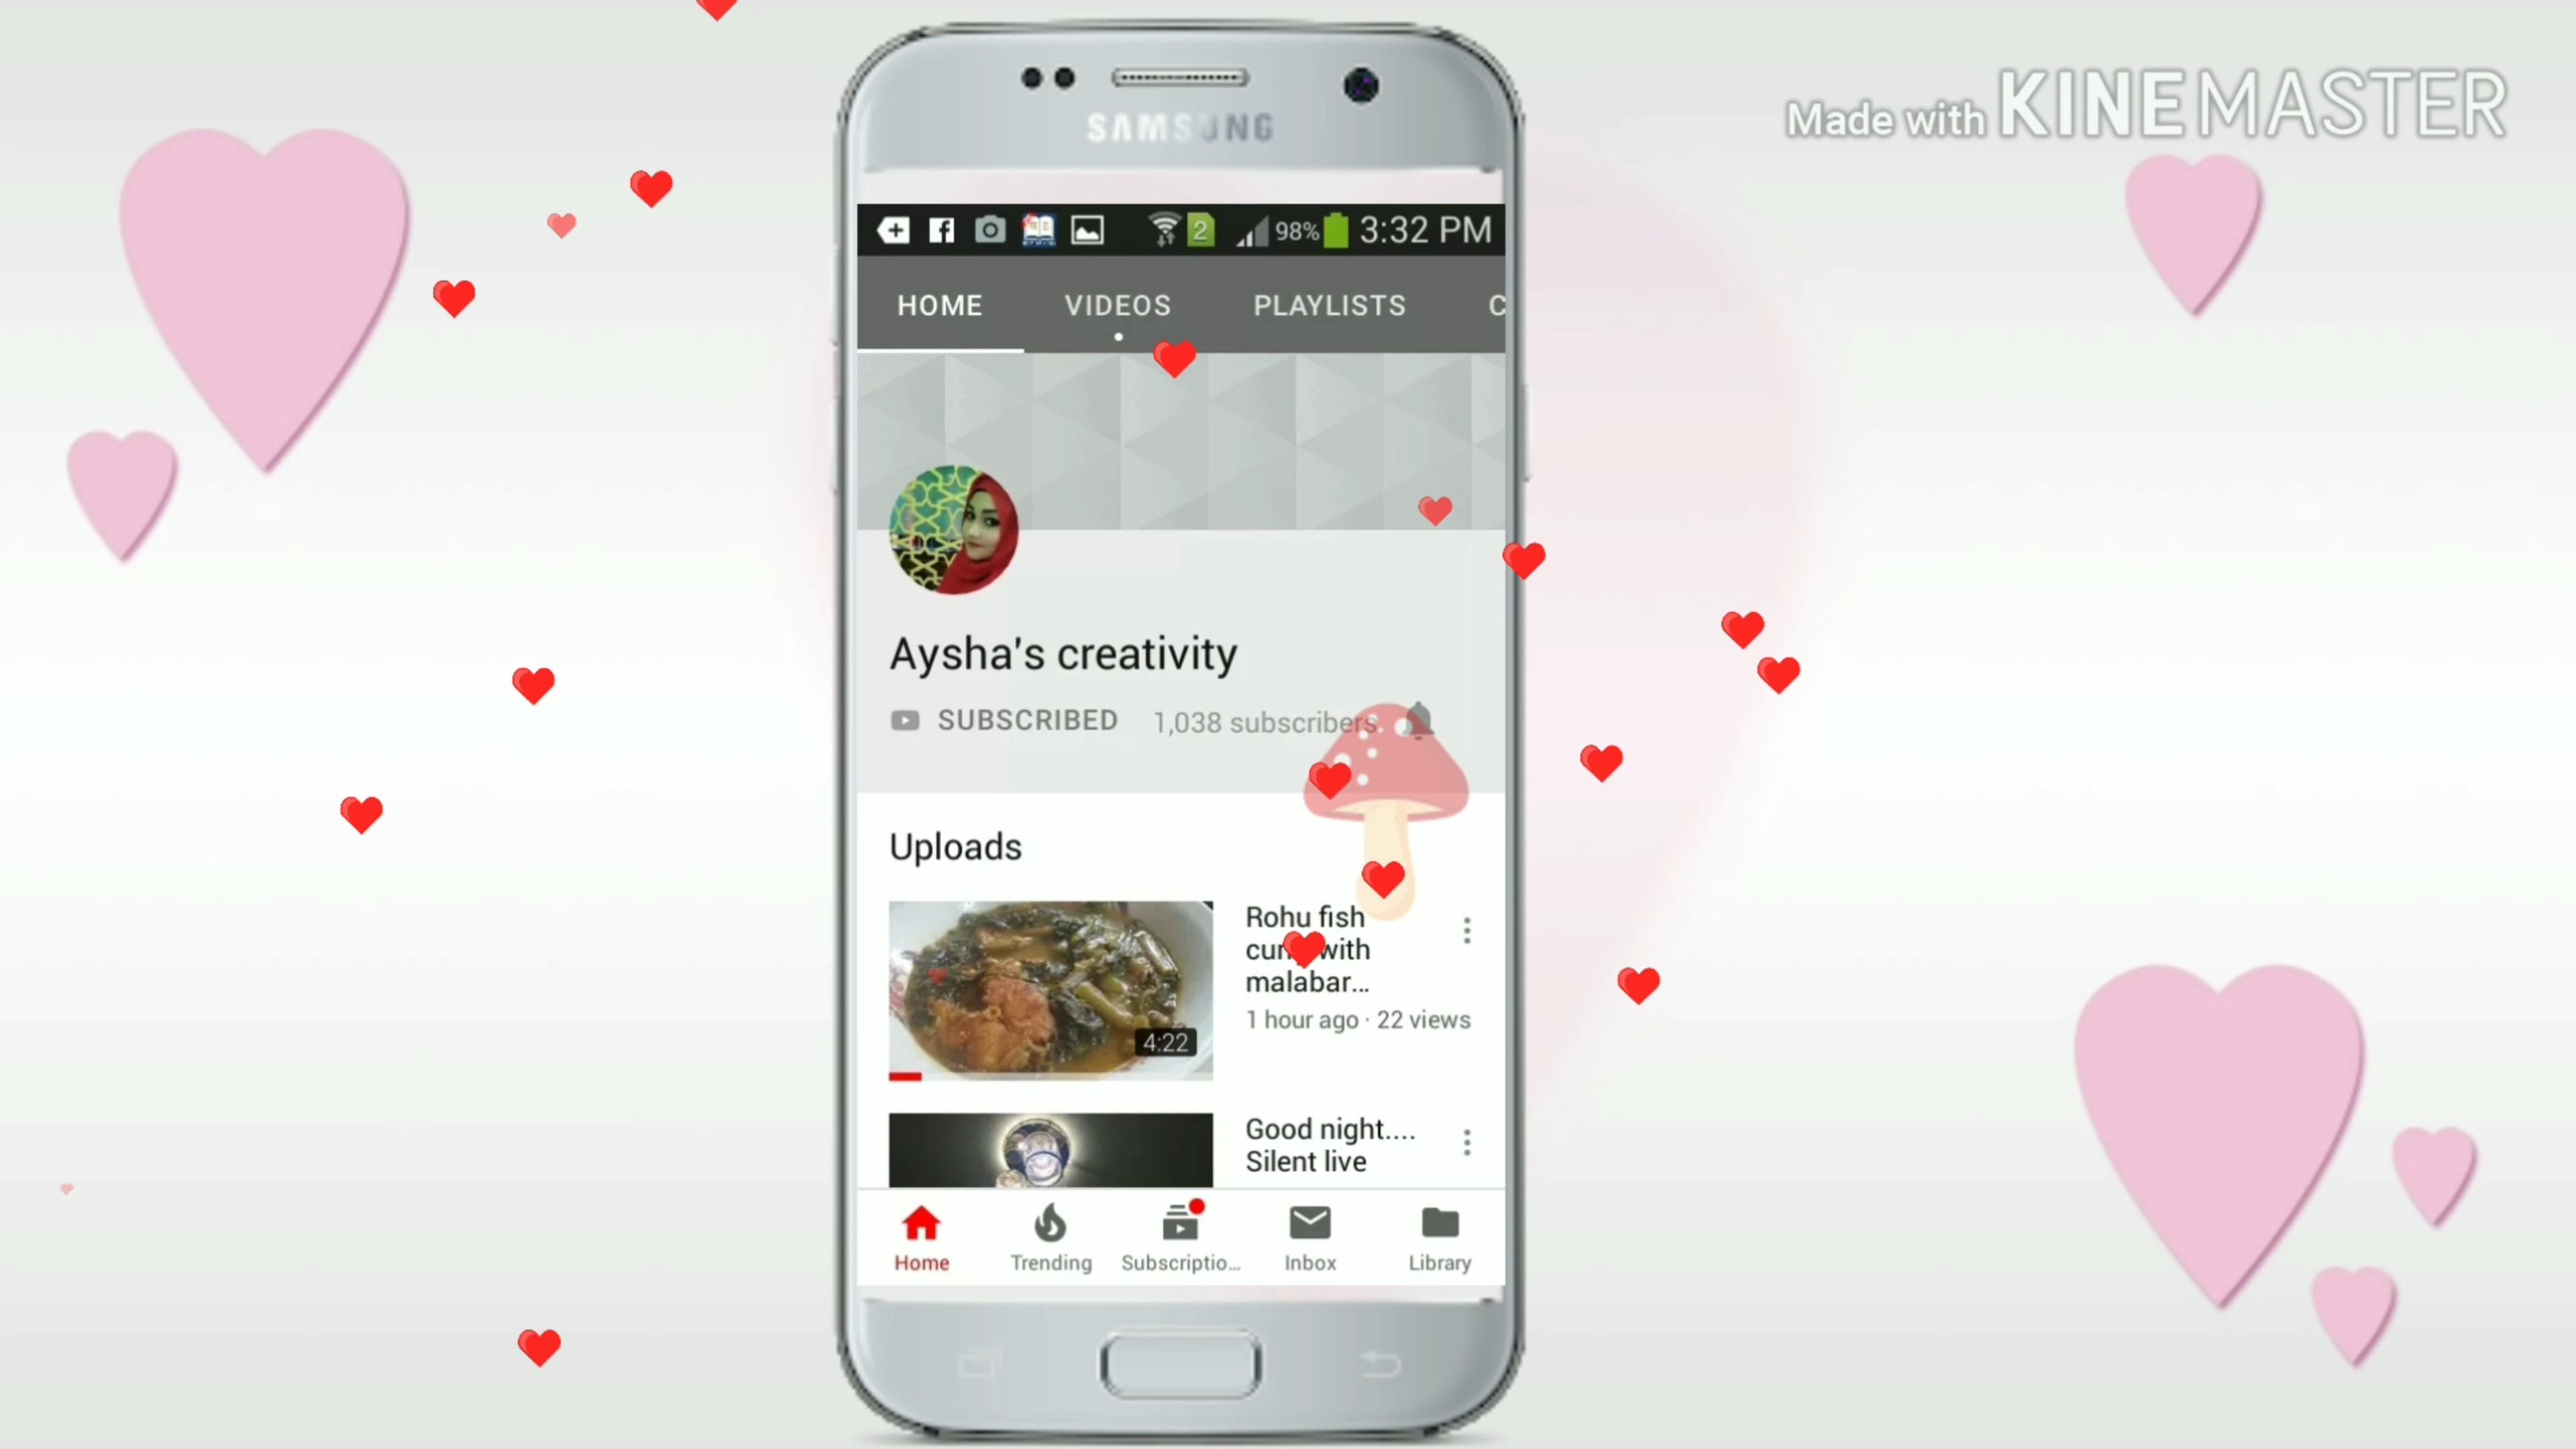 Made with KINEMASTER
SAMSUNG
2 98% 3:32 PM
HOME VIDEOS PLAYLISTS C
Aysha's creativity
SUBSCRIBED 1,038 subscribers
Uploads
Rohu fish
with
malabar...
1 hour ago · 22 views
4:22
Good night....
Silent live
Home Trending Subscriptio... Inbox Library